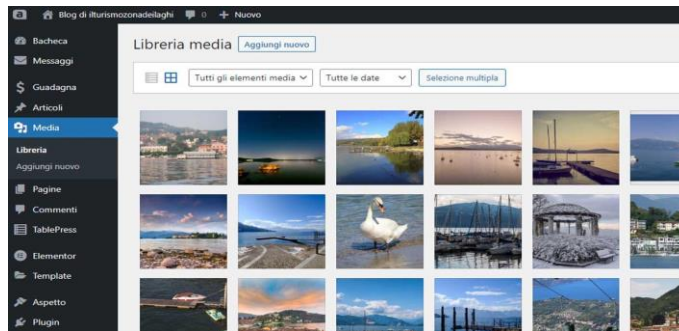 Blog di ilturismozonadeilaghi 0 + Nuovo
Bacheca
Messaggi
Guadagna
Articoli
Media
Libreria
Aggiungi nuovo
Pagine
Commenti
TablePress
Elementor
Template
Aspetto
Plugin
Libreria media Aggiungi nuovo
Tutti gli elementi media Tutte le date Selezione multipla